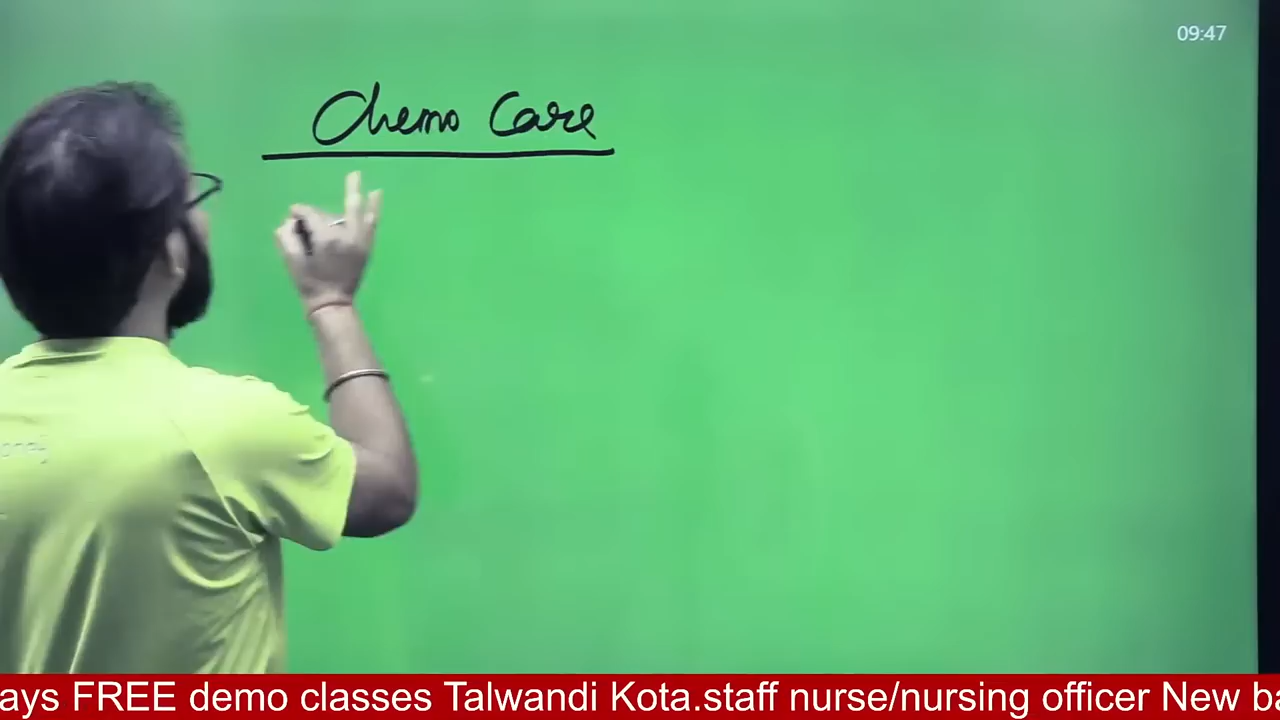 09:47
Chemo Care
ays FREE demo classes Talwandi Kota.staff nurse/nursing officer New ba